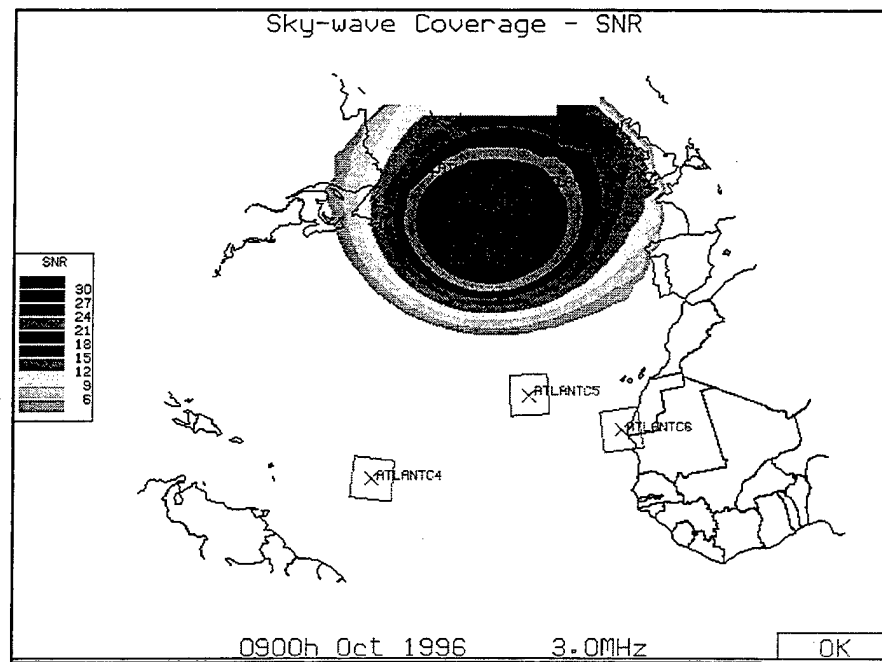 Sky-wave Coverage - SNR
SNR
30
27
24
21
18
15
12
9
6
ATLANTC5
ATLANTC6
ATLANTC4
0900h Oct 1996 3.0MHz OK